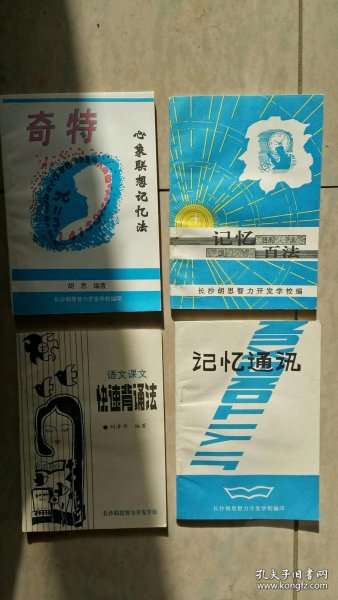 奇特
心象联想记忆法
胡思 编著
长沙胡思智力开发学校编印
记忆
百法
长沙胡思智力开发学校编
语文课文
快速背诵法
长沙胡思智力开发学校
记忆通讯
JI YI TONG XUN
长沙胡思智力开发学校编印
孔夫子旧书网
www.kongfz.com